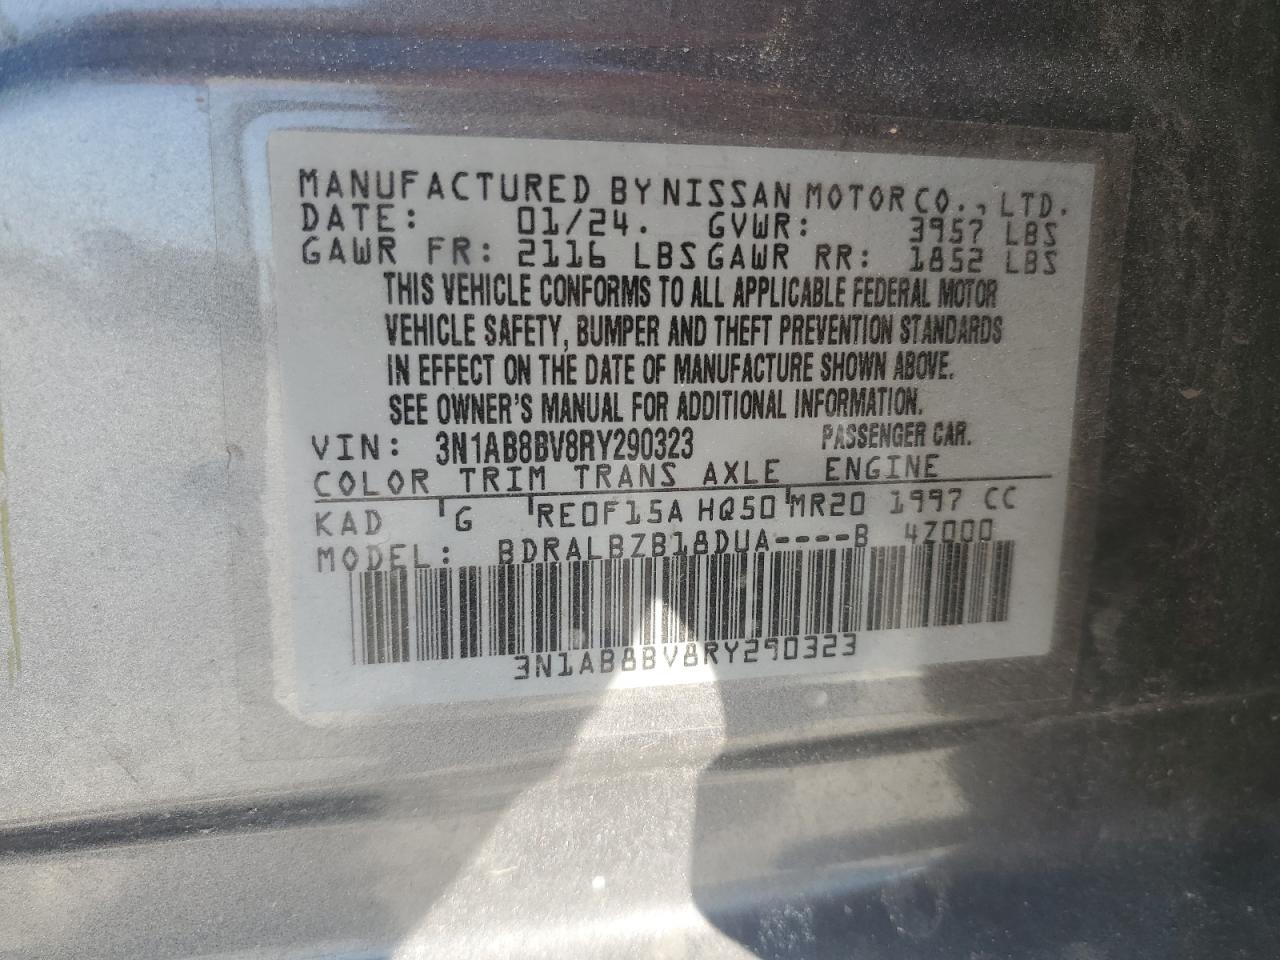 MANUFACTURED BY NISSAN MOTOR CO., LTD.
DATE: 01/24. GVWR: 3957 LBS
GAWR FR: 2116 LBS GAWR RR: 1852 LBS
THIS VEHICLE CONFORMS TO ALL APPLICABLE FEDERAL MOTOR
VEHICLE SAFETY, BUMPER AND THEFT PREVENTION STANDARDS
IN EFFECT ON THE DATE OF MANUFACTURE SHOWN ABOVE.
SEE OWNER'S MANUAL FOR ADDITIONAL INFORMATION.
VIN: 3N1AB8BV8RY290323 PASSENGER CAR.
COLOR TRIM TRANS AXLE ENGINE
KAD G RE0F15A HQ50 MR20 1997 CC
MODEL: BDRALBZB18DUA----B 4Z000
3N1AB8BV8RY290323